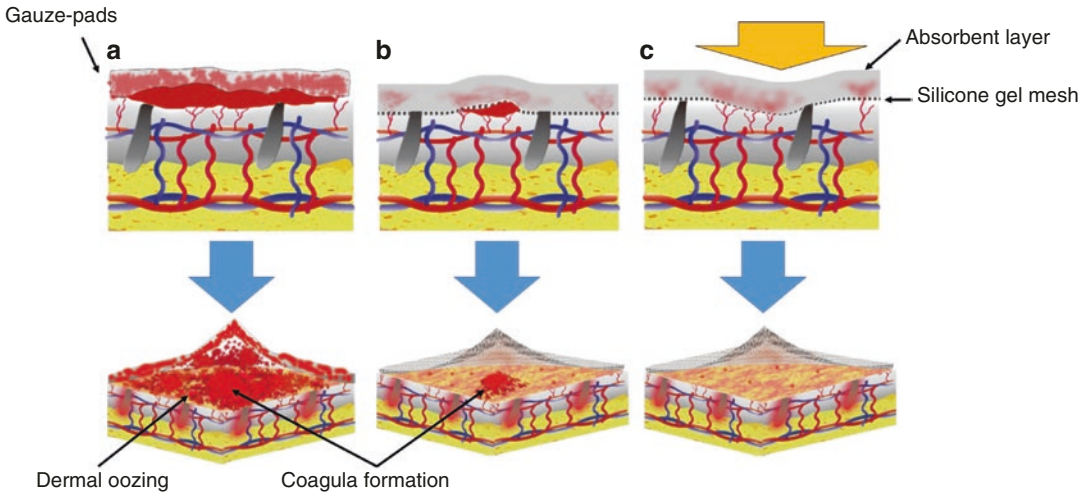 Gauze-pads
a
b
c
Absorbent layer
Silicone gel mesh
Dermal oozing
Coagula formation